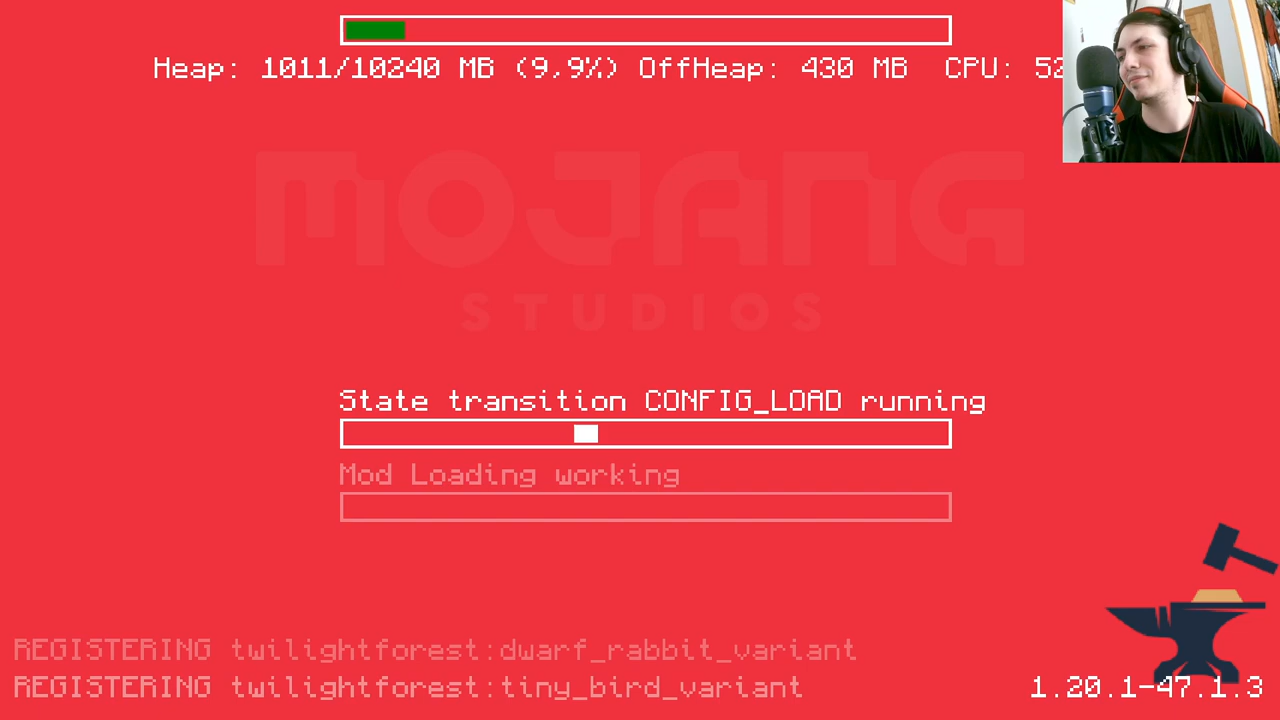 Heap: 1011/10240 MB (9.9%) OffHeap: 430 MB CPU: 52
MOJANG
STUDIOS
State transition CONFIG_LOAD running
Mod Loading working
REGISTERING twilightforest:dwarf_rabbit_variant
REGISTERING twilightforest:tiny_bird_variant
1.20.1-47.1.3